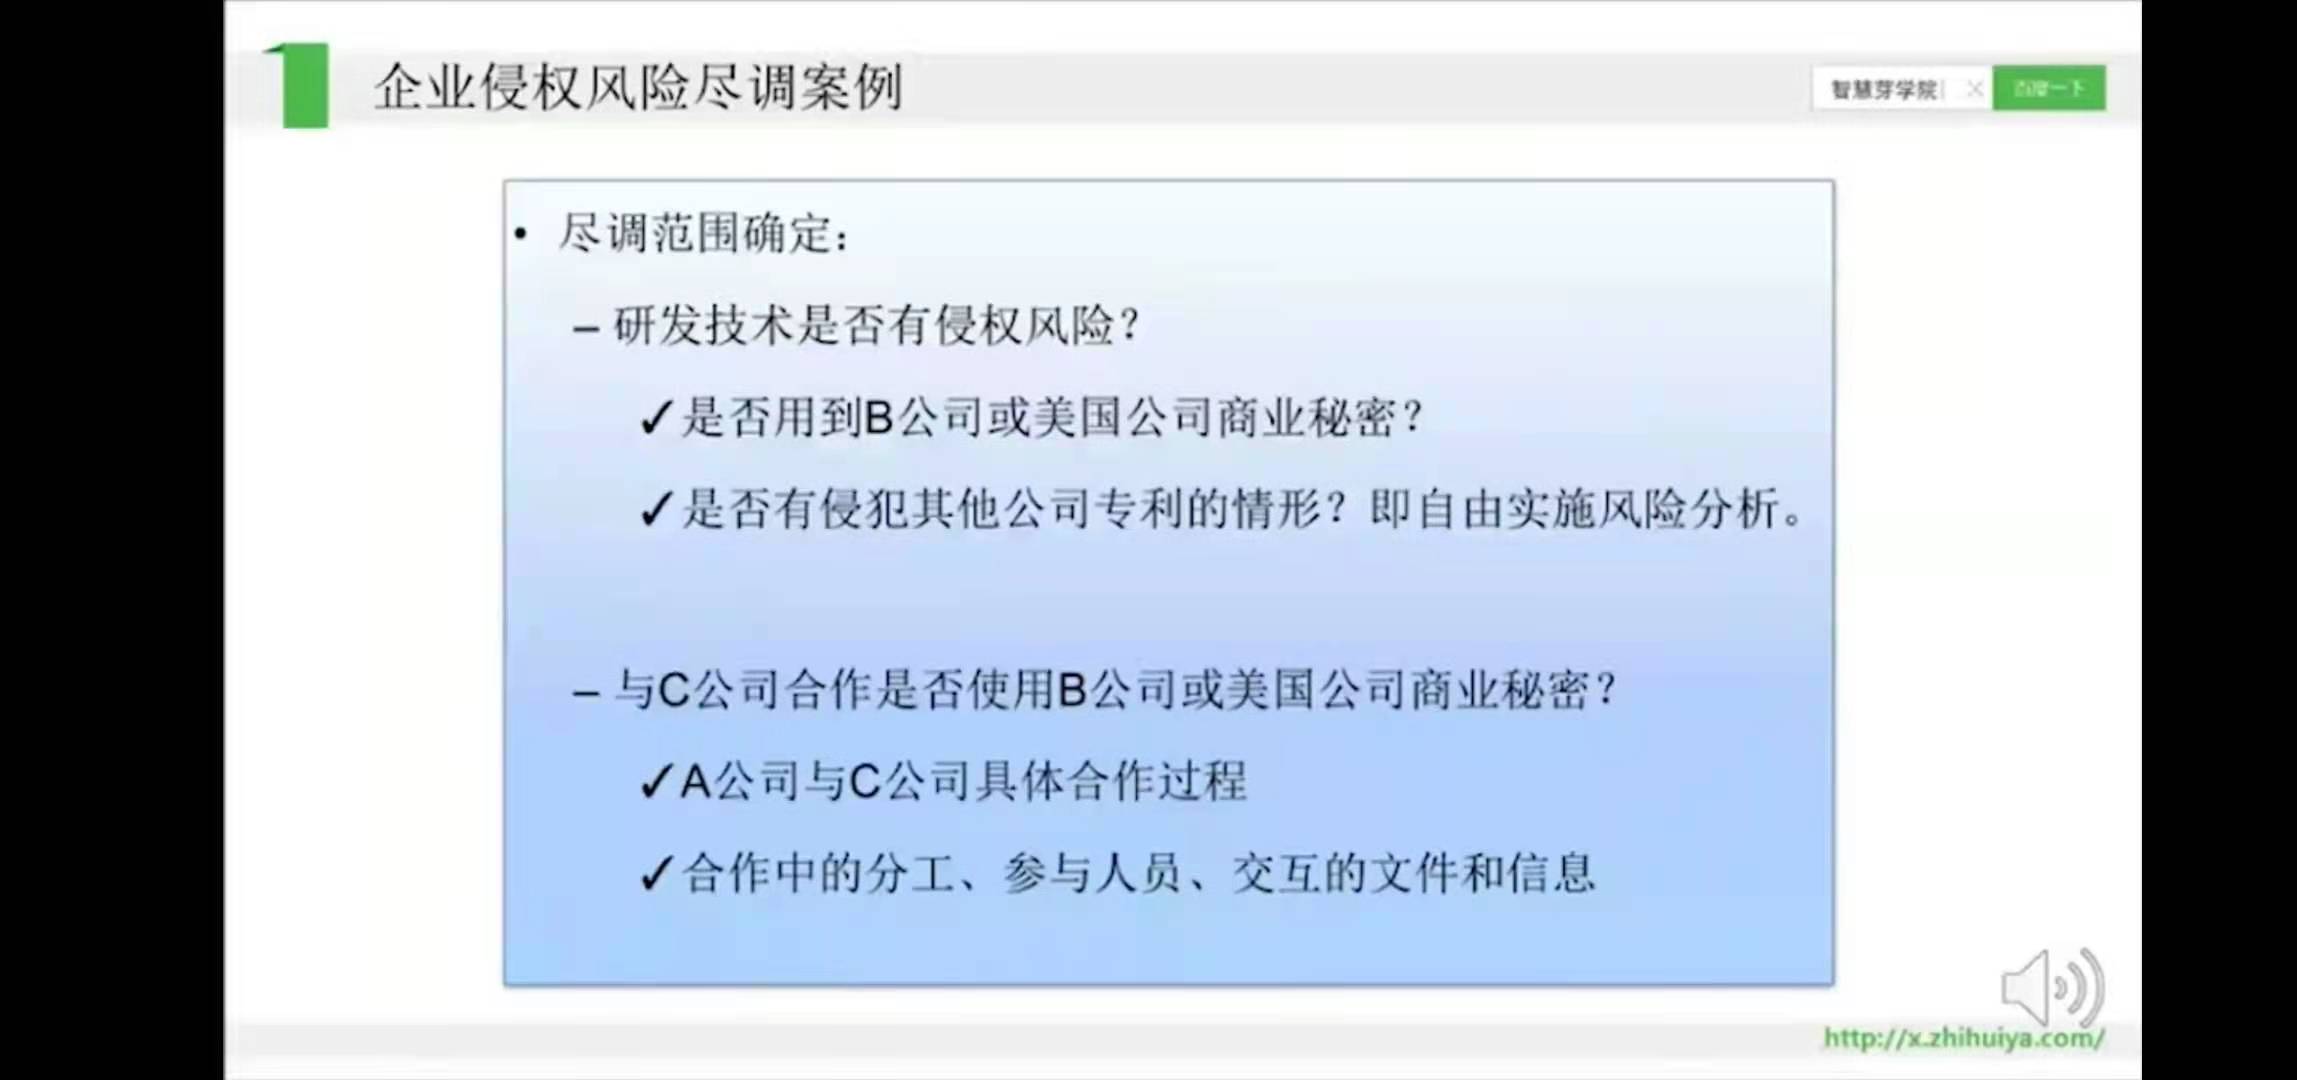 企业侵权风险尽调案例
智慧芽学院
百度一下
• 尽调范围确定：
– 研发技术是否有侵权风险？
✓是否用到B公司或美国公司商业秘密？
✓是否有侵犯其他公司专利的情形？即自由实施风险分析。
– 与C公司合作是否使用B公司或美国公司商业秘密？
✓A公司与C公司具体合作过程
✓合作中的分工、参与人员、交互的文件和信息
http://x.zhihuiya.com/